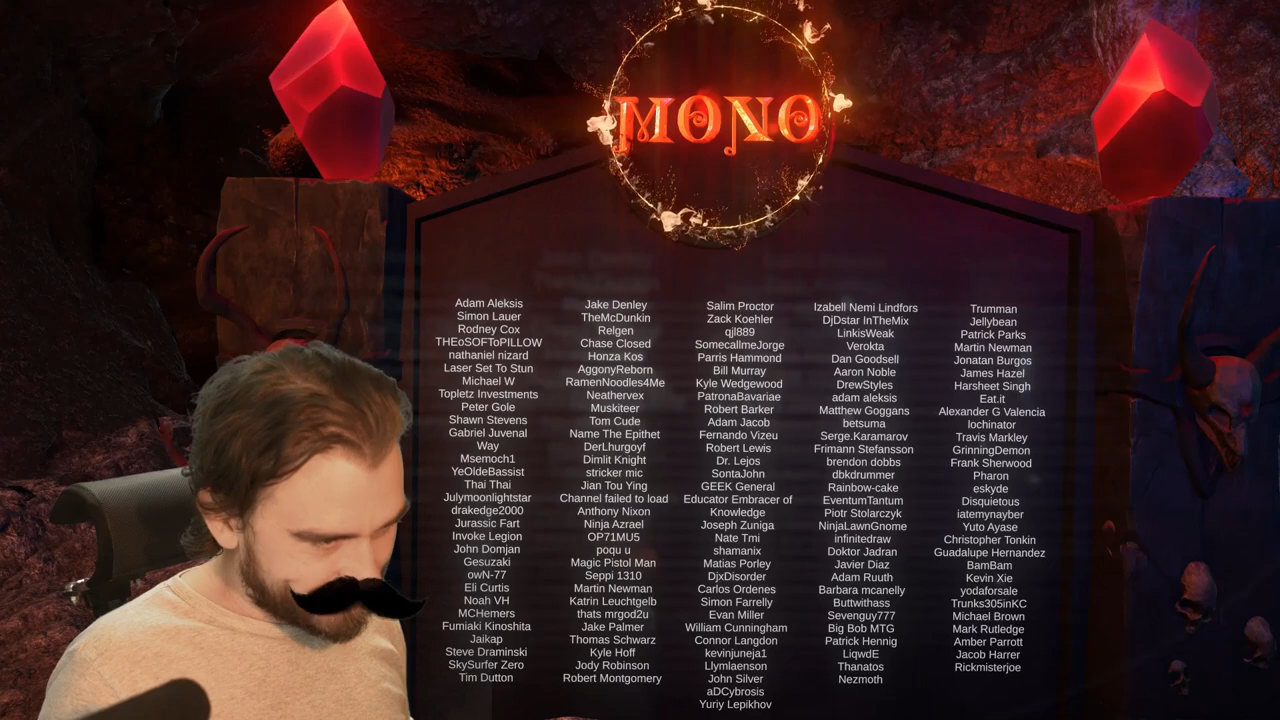 MONO
Adam Aleksis
Simon Lauer
Rodney Cox
THEoSOFToPILLOW
nathaniel nizard
Laser Set To Stun
Michael W
Topletz Investments
Peter Gole
Shawn Stevens
Gabriel Juvenal
Way
Msemoch1
YeOldeBassist
Thai Thai
Julymoonlightstar
drakedge2000
Jurassic Fart
Invoke Legion
John Domjan
Gesuzaki
owN-77
Eli Curtis
Noah VH
MCHemers
Fumiaki Kinoshita
Jaikap
Steve Draminski
SkySurfer Zero
Tim Dutton
Jake Denley
TheMcDunkin
Relgen
Chase Closed
Honza Kos
AggonyReborn
RamenNoodles4Me
Neathervex
Muskiteer
Tom Cude
Name The Epithet
DerLhurgoyf
Dimlit Knight
stricker mic
Jian Tou Ying
Channel failed to load
Anthony Nixon
Ninja Azrael
OP71MU5
poqu u
Magic Pistol Man
Seppi 1310
Martin Newman
Katrin Leuchtgelb
thats mrgod2u
Jake Palmer
Thomas Schwarz
Kyle Hoff
Jody Robinson
Robert Montgomery
Salim Proctor
Zack Koehler
qjl889
SomecallmeJorge
Parris Hammond
Bill Murray
Kyle Wedgewood
PatronaBavariae
Robert Barker
Adam Jacob
Fernando Vizeu
Robert Lewis
Dr. Lejos
SontaJohn
GEEK General
Educator Embracer of
Knowledge
Joseph Zuniga
Nate Tmi
shamanix
Matias Porley
DjxDisorder
Carlos Ordenes
Simon Farrelly
Evan Miller
William Cunningham
Connor Langdon
kevinjuneja1
Llymlaenson
John Silver
aDCybrosis
Yuriy Lepikhov
Izabell Nemi Lindfors
DjDstar InTheMix
LinkisWeak
Verokta
Dan Goodsell
Aaron Noble
DrewStyles
adam aleksis
Matthew Goggans
betsuma
Serge.Karamarov
Frimann Stefansson
brendon dobbs
dbkdrummer
Rainbow-cake
EventumTantum
Piotr Stolarczyk
NinjaLawnGnome
infinitedraw
Doktor Jadran
Javier Diaz
Adam Ruuth
Barbara mcanelly
Buttwithass
Sevenguy777
Big Bob MTG
Patrick Hennig
LiqwdE
Thanatos
Nezmoth
Trumman
Jellybean
Patrick Parks
Martin Newman
Jonatan Burgos
James Hazel
Harsheet Singh
Eat.it
Alexander G Valencia
lochinator
Travis Markley
GrinningDemon
Frank Sherwood
Pharon
eskyde
Disquietous
iatemynayber
Yuto Ayase
Christopher Tonkin
Guadalupe Hernandez
BamBam
Kevin Xie
yodaforsale
Trunks305inKC
Michael Brown
Mark Rutledge
Amber Parrott
Jacob Harrer
Rickmisterjoe